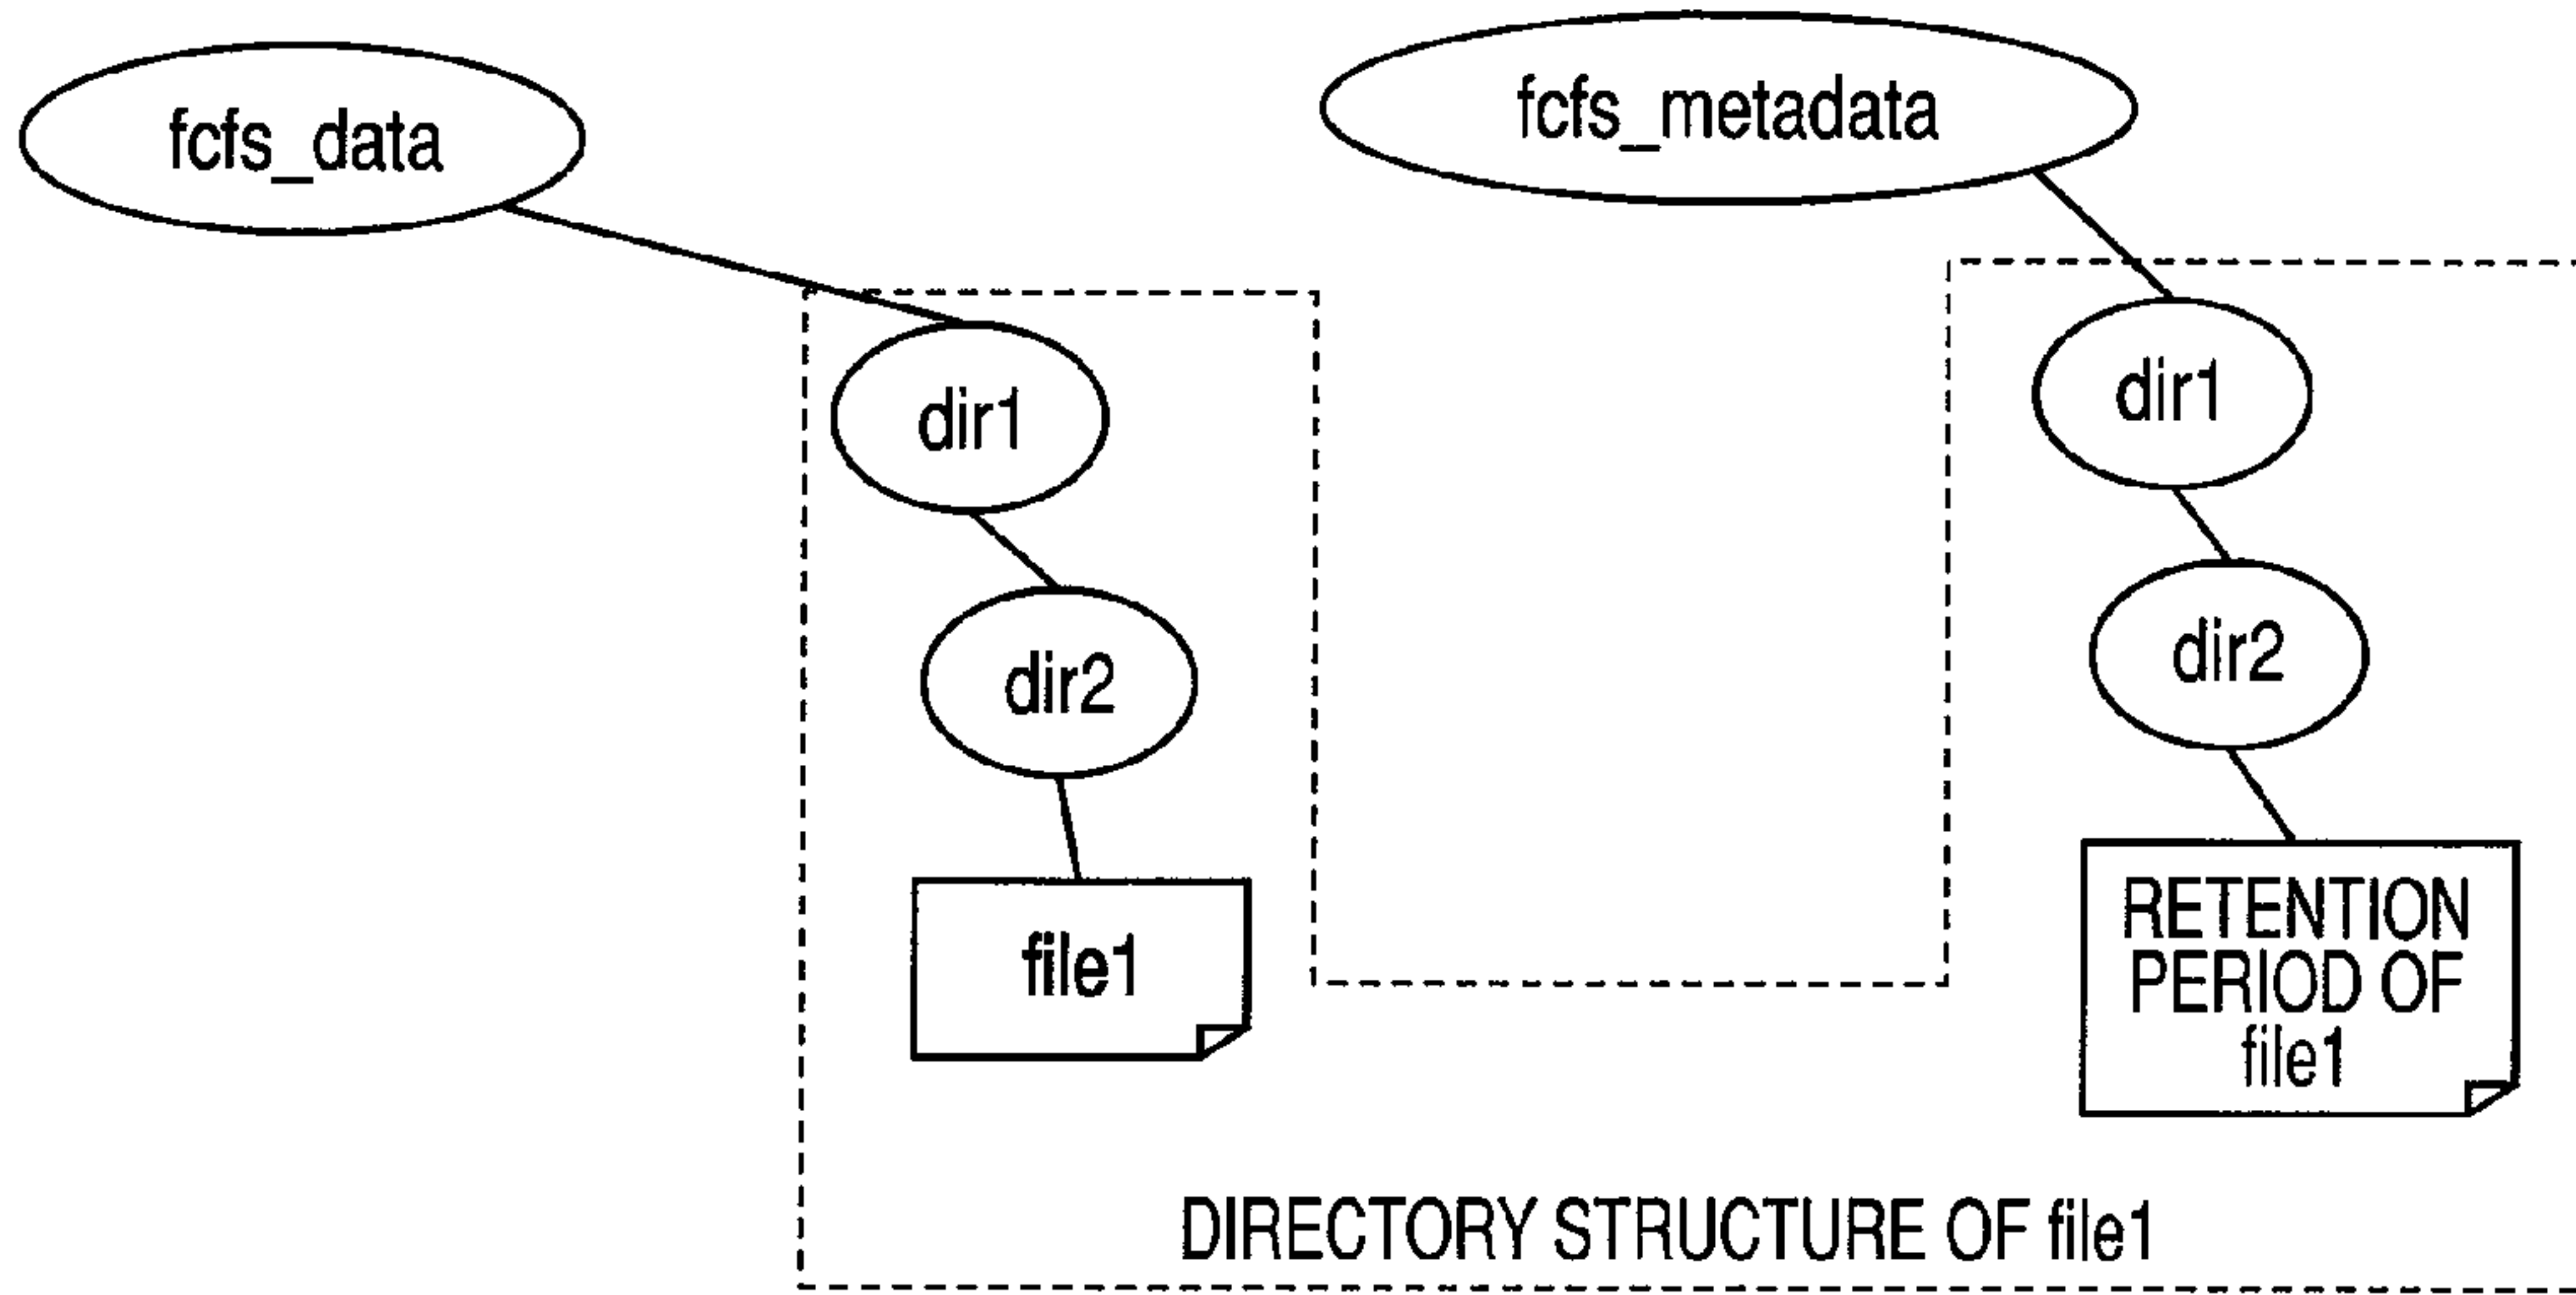 fcfs_data
fcfs_metadata
dir1
dir2
file1
dir1
dir2
RETENTION
PERIOD OF
file1
DIRECTORY STRUCTURE OF file1